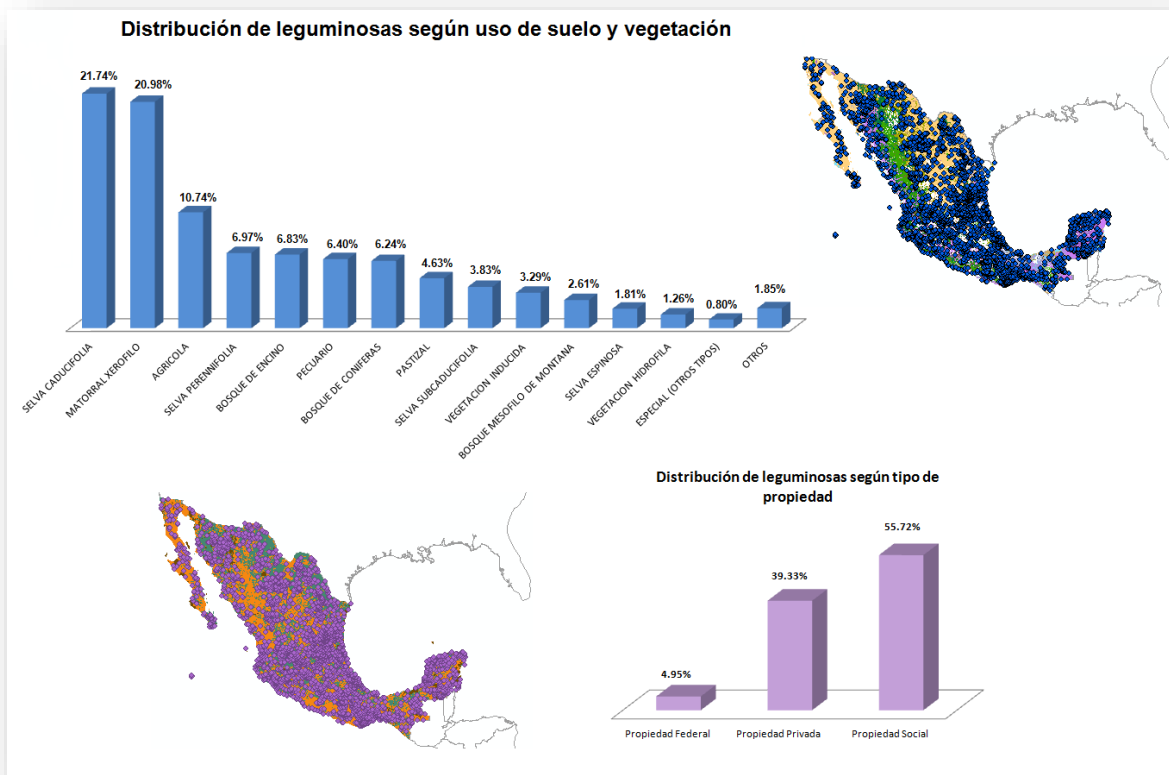 Distribución de leguminosas según uso de suelo y vegetación
21.74%
20.98%
10.74%
6.97%
6.83%
6.40%
6.24%
4.63%
3.83%
3.29%
2.61%
1.81%
1.26%
0.80%
1.85%
SELVA CADUCIFOLIA
MATORRAL XEROFILO
AGRICOLA
SELVA PERENNIFOLIA
BOSQUE DE ENCINO
PECUARIO
BOSQUE DE CONIFERAS
PASTIZAL
SELVA SUBCADUCIFOLIA
VEGETACION INDUCIDA
BOSQUE MESOFILO DE MONTANA
SELVA ESPINOSA
VEGETACION HIDROFILA
ESPECIAL (OTROS TIPOS)
OTROS
Distribución de leguminosas según tipo de
propiedad
4.95%
39.33%
55.72%
Propiedad Federal
Propiedad Privada
Propiedad Social